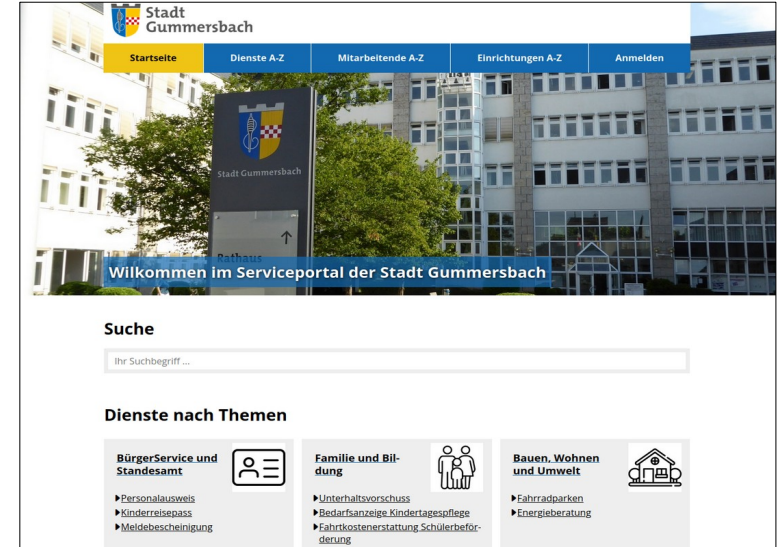 Stadt
Gummersbach
Startseite Dienste A-Z Mitarbeitende A-Z Einrichtungen A-Z Anmelden
Stadt Gummersbach
Rathaus
Wilkommen im Serviceportal der Stadt Gummersbach
Suche
Ihr Suchbegriff ...
Dienste nach Themen
BürgerService und
Standesamt
Personalausweis
Kinderreisepass
Meldebescheinigung
Familie und Bil-
dung
Unterhaltsvorschuss
Bedarfsanzeige Kindertagespflege
Fahrtkostenerstattung Schülerbeför-
derung
Bauen, Wohnen
und Umwelt
Fahrradparken
Energieberatung